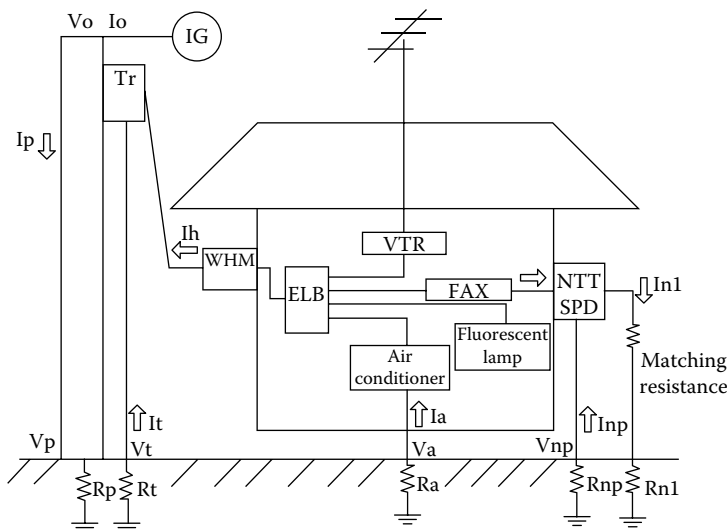 Vo Io IG
Tr
Ip
Ih
WHM
VTR
ELB
FAX
NTT
SPD
In1
Fluorescent
lamp
Air
conditioner
Matching
resistance
It
Ia
Inp
Vp
Vt
Va
Vnp
Rp
Rt
Ra
Rnp
Rn1